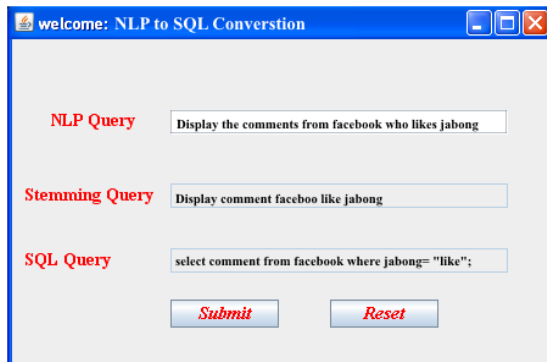 welcome: NLP to SQL Converstion
NLP Query Display the comments from facebook who likes jabong
Stemming Query Display comment faceboo like jabong
SQL Query select comment from facebook where jabong= "like";
Submit Reset